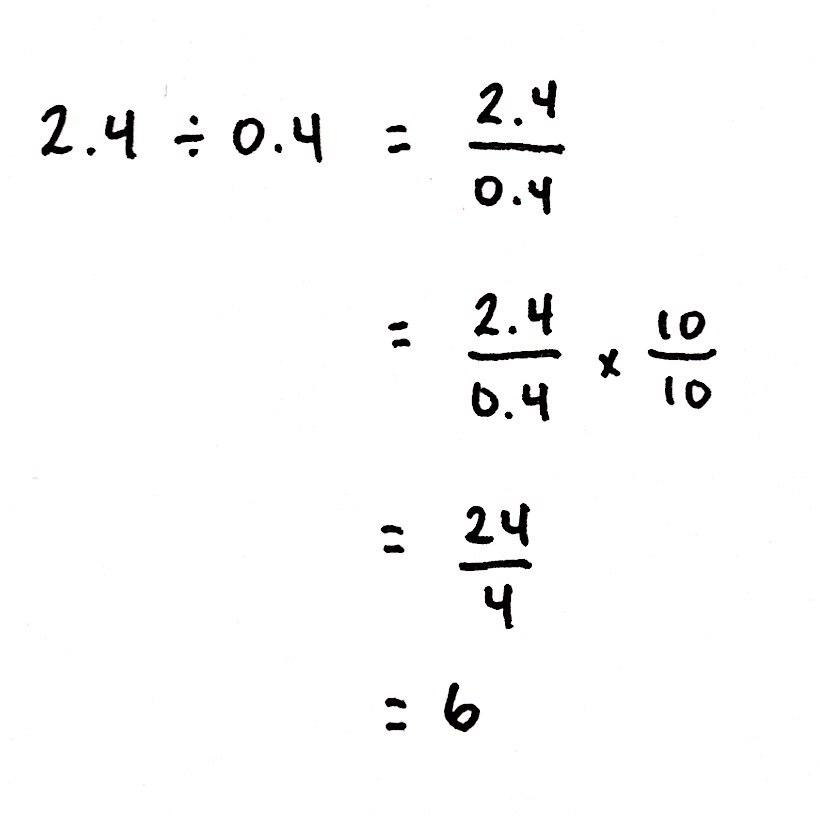 2.4 ÷ 0.4 = 2.4/0.4
= 2.4/0.4 × 10/10
= 24/4
= 6